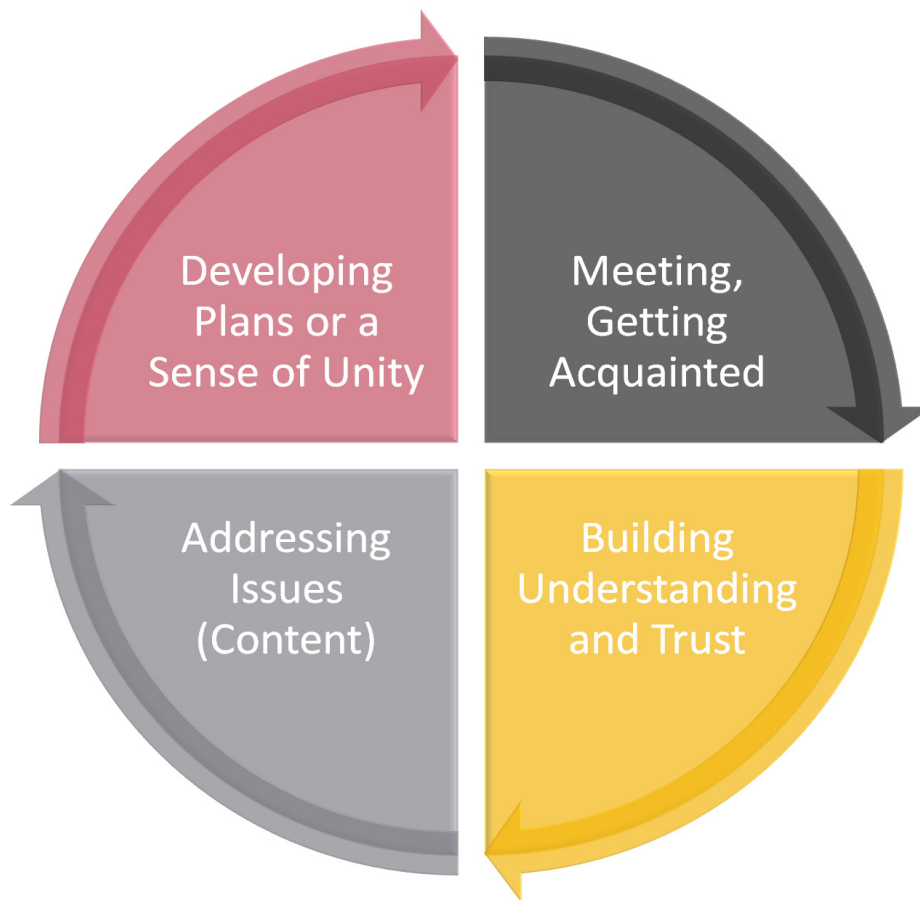 Developing
Plans or a
Sense of Unity
Meeting,
Getting
Acquainted
Addressing
Issues
(Content)
Building
Understanding
and Trust